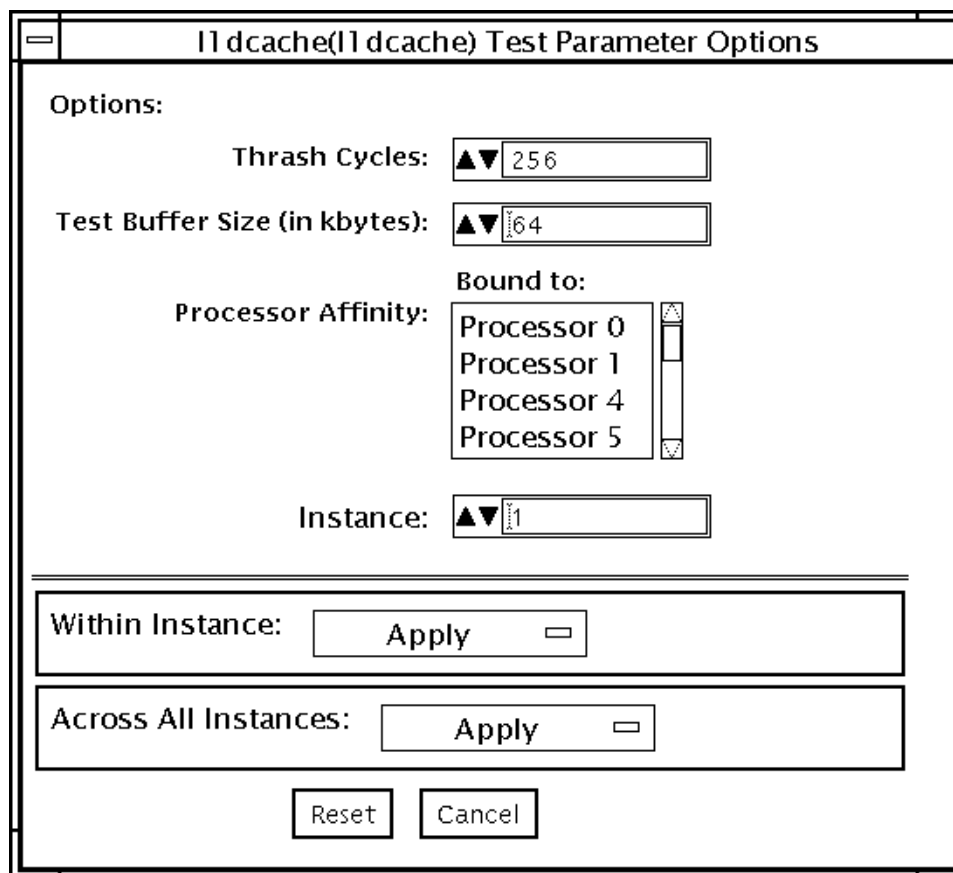 l1dcache(l1dcache) Test Parameter Options
Options:
Thrash Cycles: 256
Test Buffer Size (in kbytes): 64
Bound to:
Processor Affinity:
Processor 0
Processor 1
Processor 4
Processor 5
Instance: 1
Within Instance: Apply
Across All Instances: Apply
Reset Cancel